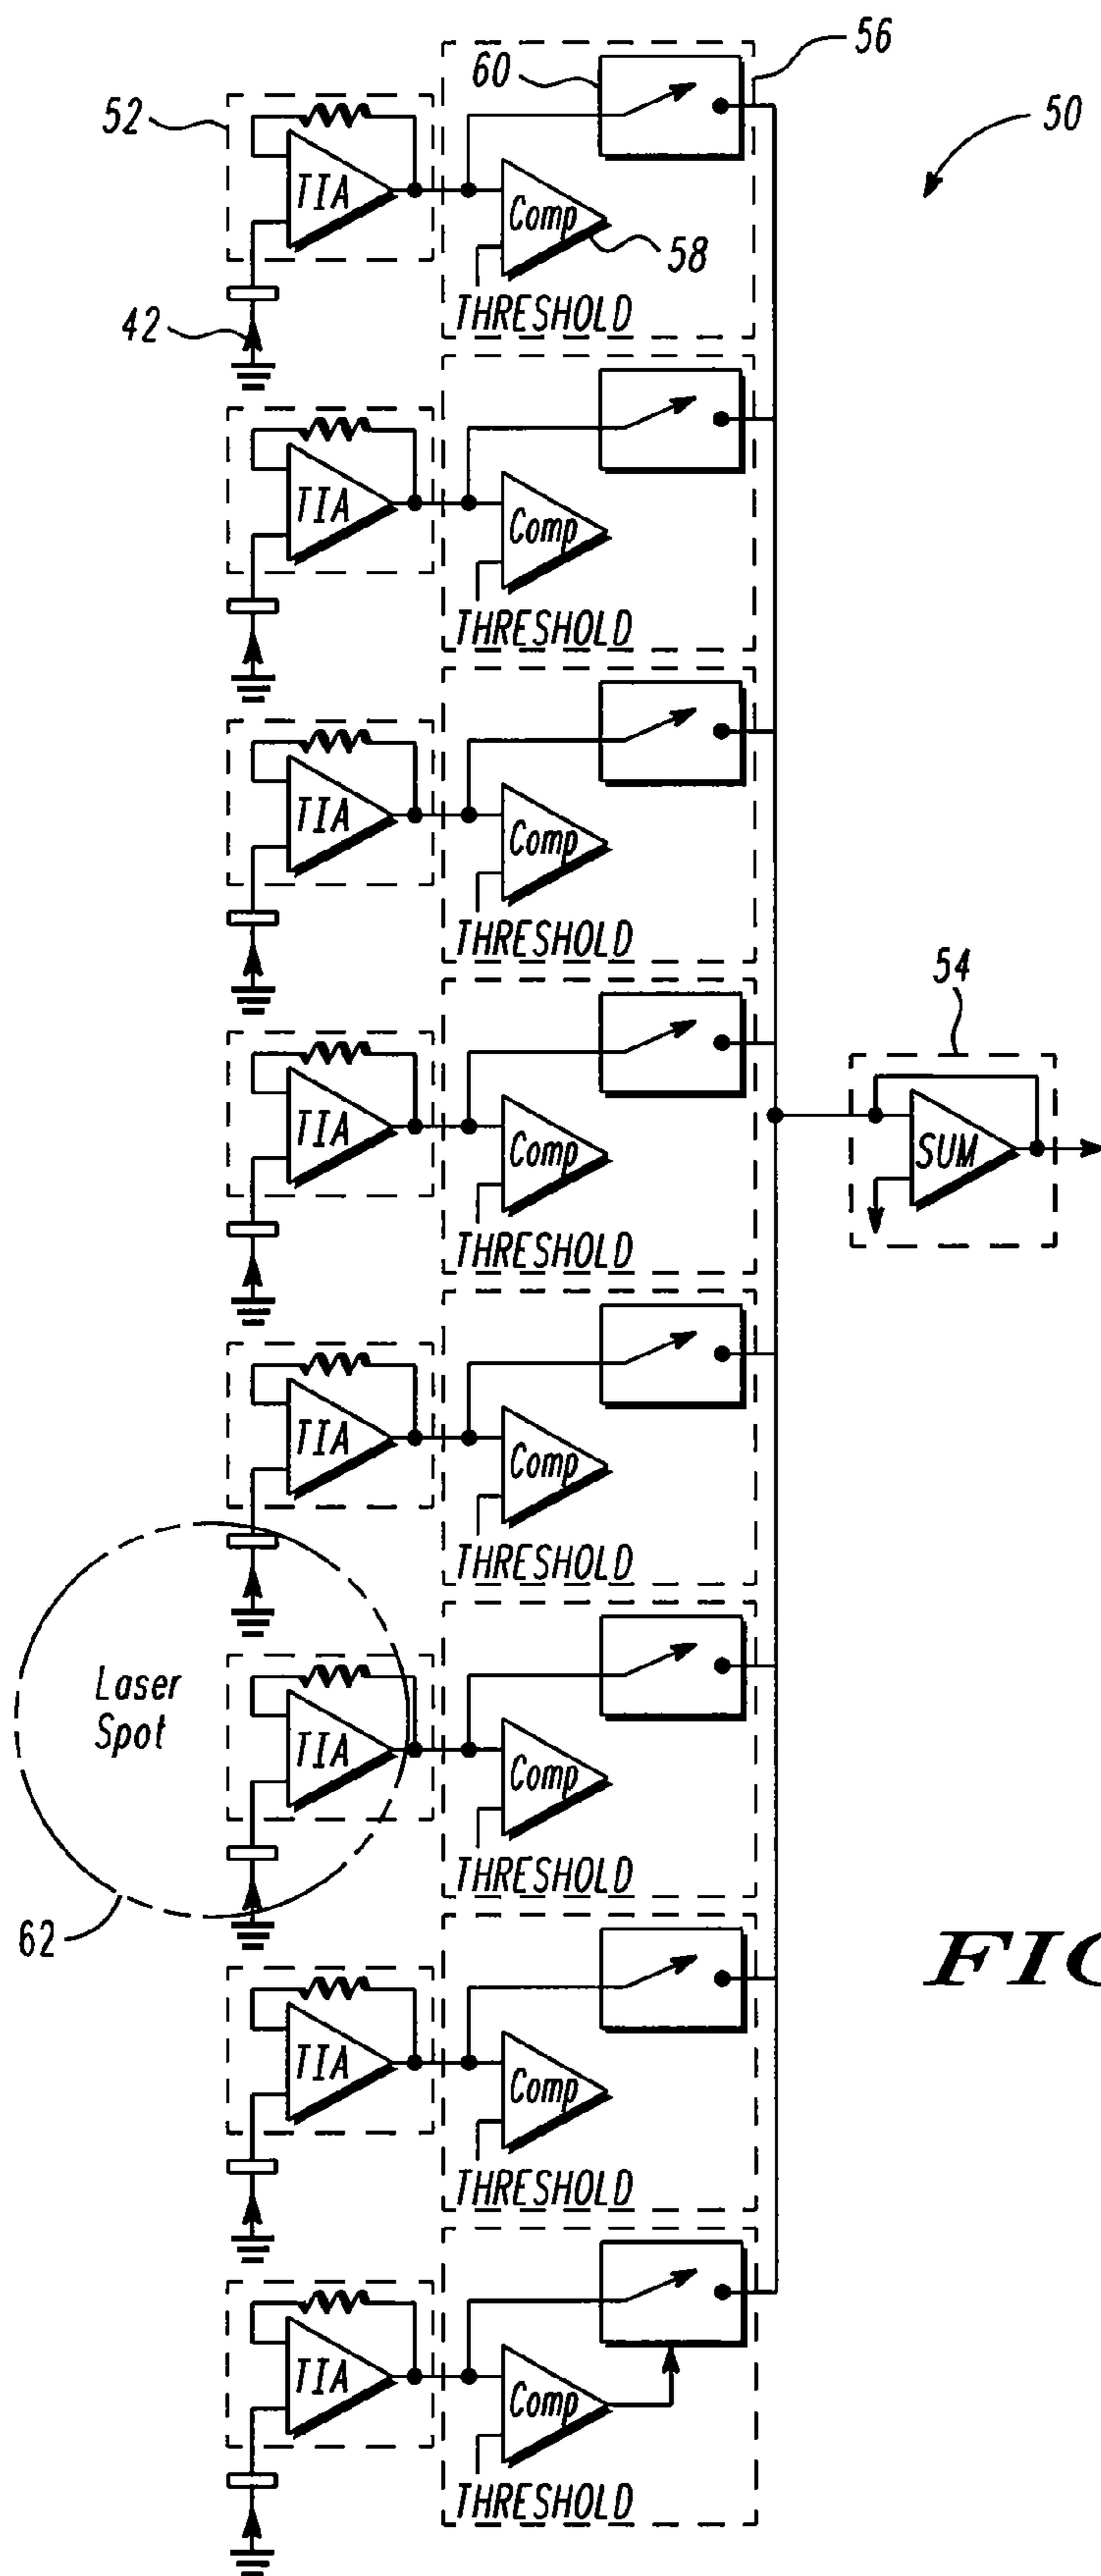 56
60
52
50
TIA
Comp
58
THRESHOLD
42
TIA
Comp
THRESHOLD
TIA
Comp
THRESHOLD
54
TIA
Comp
SUM
THRESHOLD
TIA
Comp
THRESHOLD
Laser
Spot
TIA
Comp
THRESHOLD
62
TIA
Comp
THRESHOLD
TIA
Comp
THRESHOLD